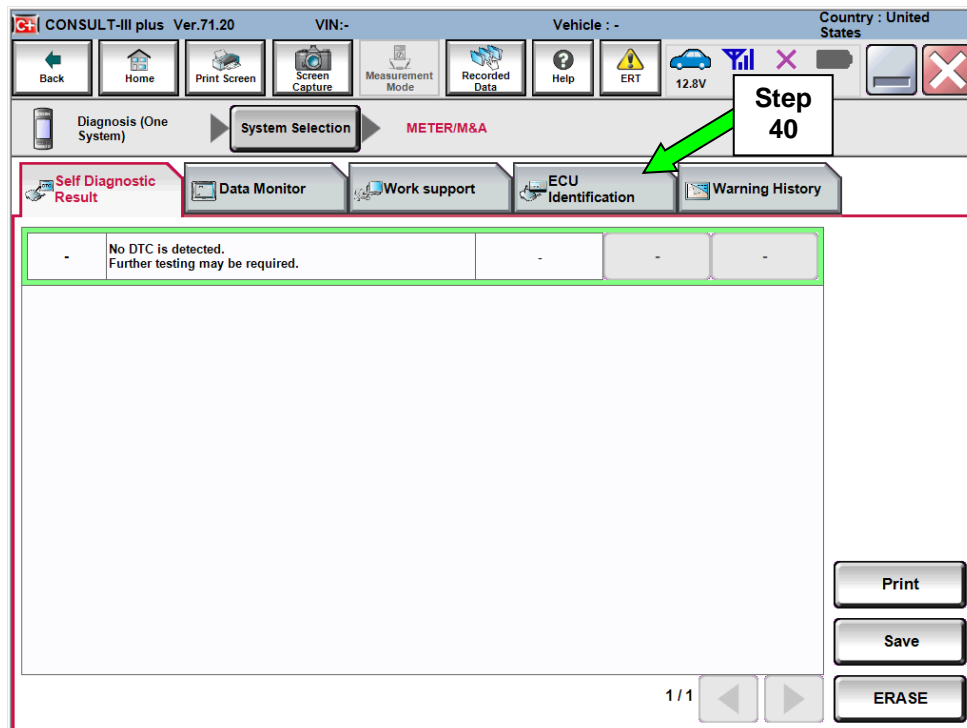 C+ CONSULT-III plus Ver.71.20 VIN:- Vehicle : - Country : United
States
Back
Home
Print Screen
Screen
Capture
Measurement
Mode
Recorded
Data
Help
ERT
12.8V
Step
40
Diagnosis (One
System)
System Selection
METER/M&A
Self Diagnostic
Result
Data Monitor
Work support
ECU
Identification
Warning History
- No DTC is detected. - - -
Further testing may be required.
Print
Save
1 / 1
ERASE